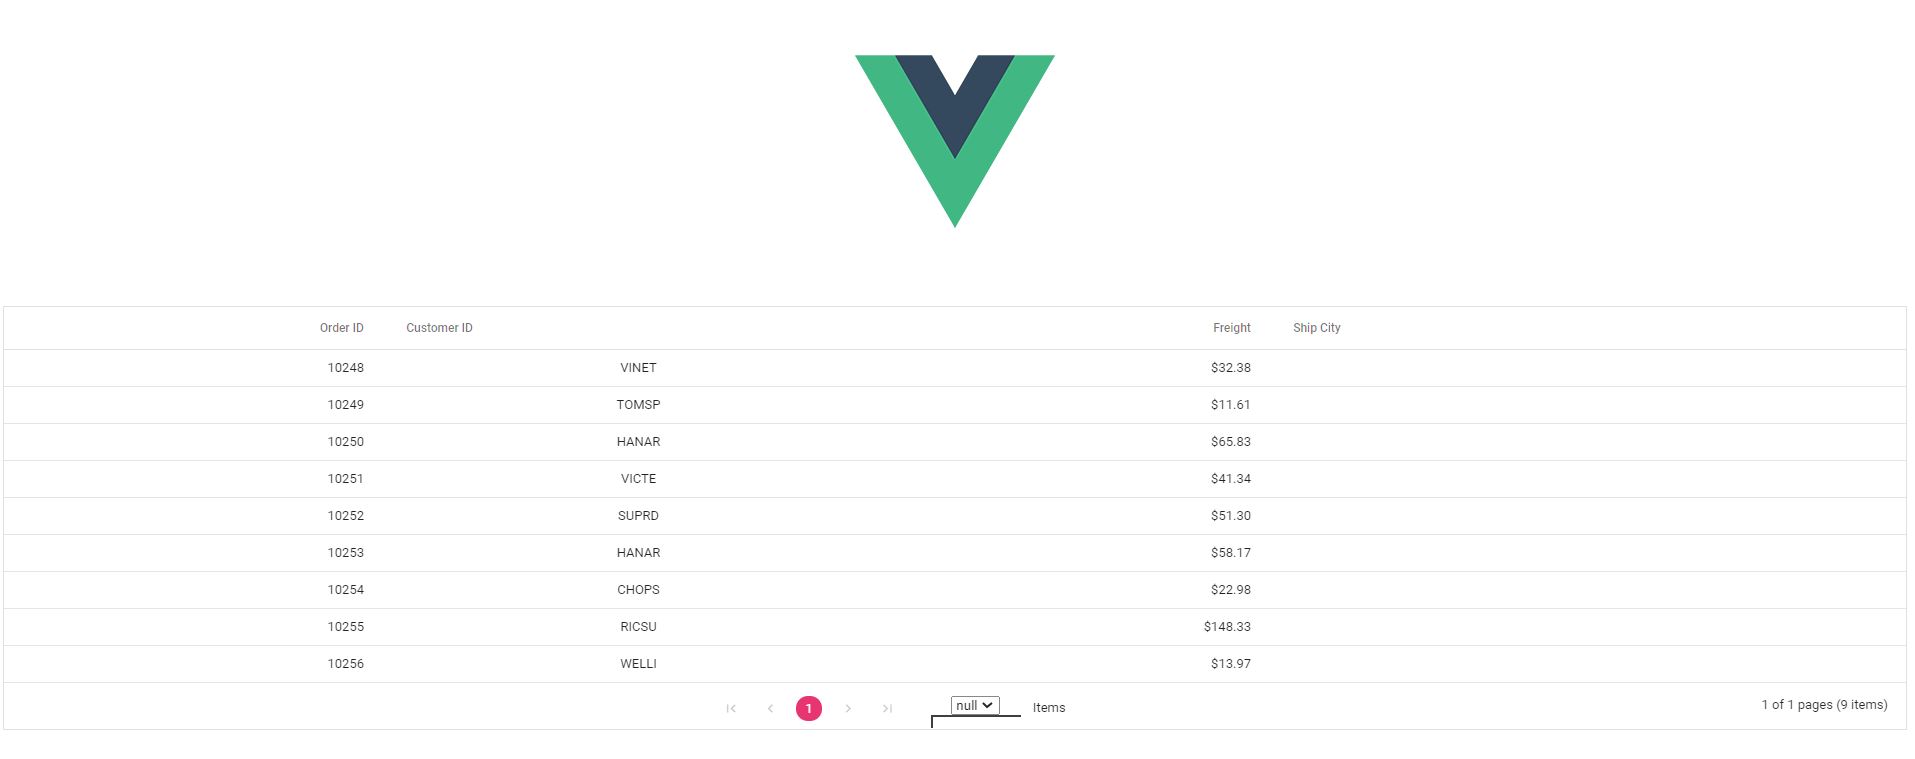 Order ID Customer ID Freight Ship City
10248 VINET $32.38
10249 TOMSP $11.61
10250 HANAR $65.83
10251 VICTE $41.34
10252 SUPRD $51.30
10253 HANAR $58.17
10254 CHOPS $22.98
10255 RICSU $148.33
10256 WELLI $13.97
1 null Items 1 of 1 pages (9 items)